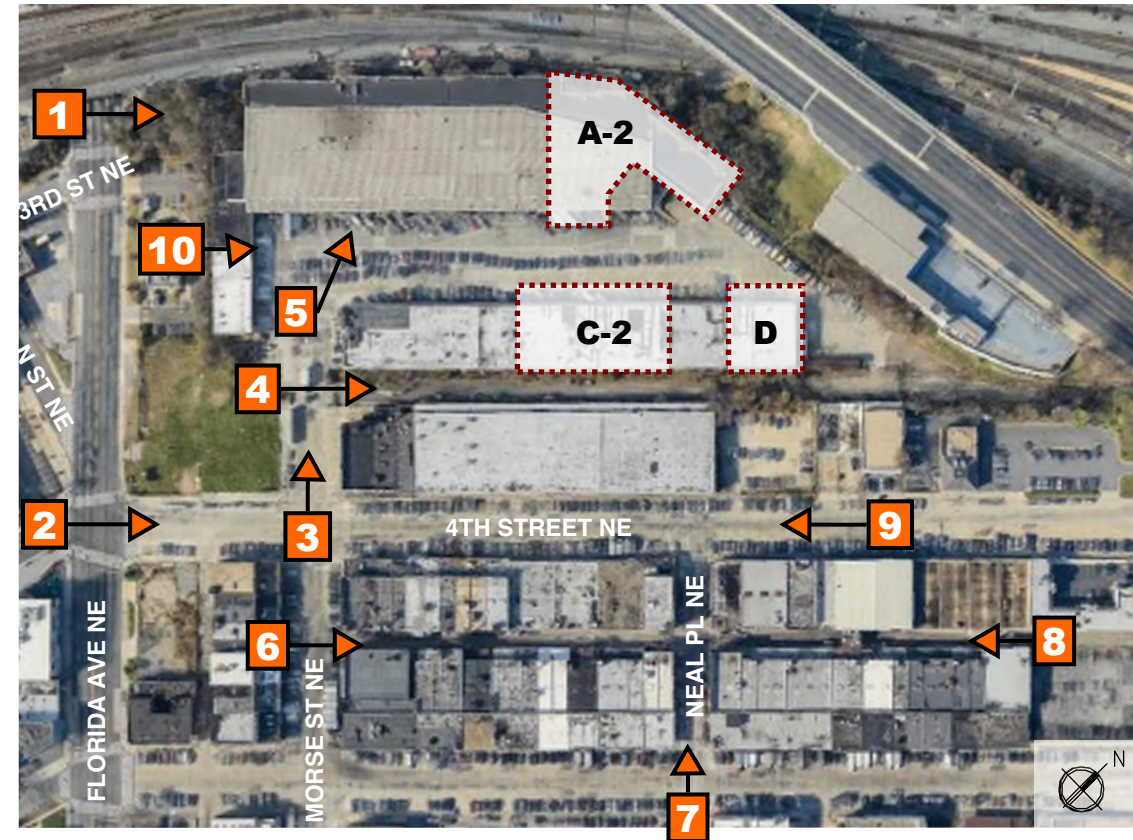 1
A-2
3RD ST NE
10
5
C-2
D
4
N ST NE
2
3
4TH STREET NE
9
6
8
FLORIDA AVE NE
MORSE ST NE
NEAL PL NE
7
N